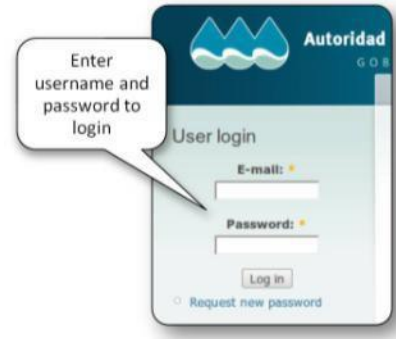 Enter
username and
password to
login
Autoridad
GOB
User login
E-mail: *
Password: *
Log in
Request new password